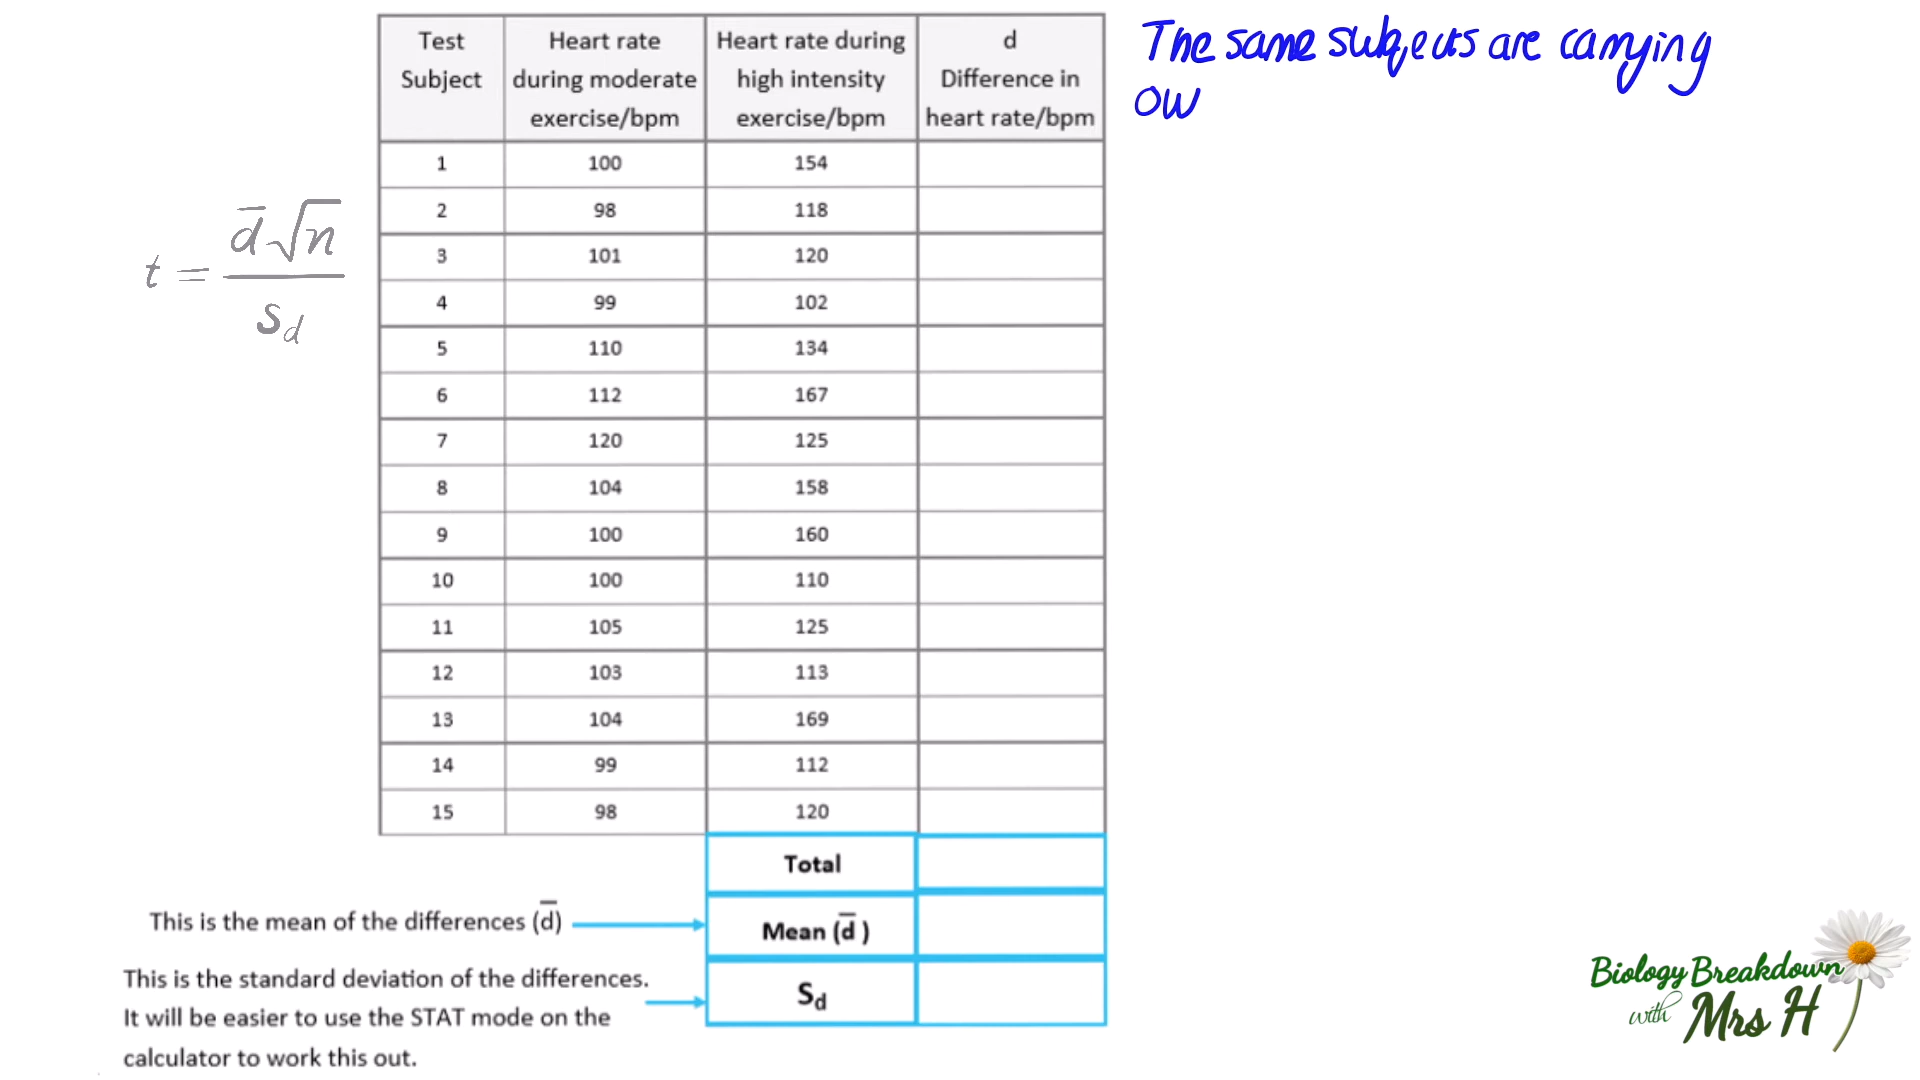 Test Subject | Heart rate during moderate exercise/bpm | Heart rate during high intensity exercise/bpm | d Difference in heart rate/bpm
1 | 100 | 154
2 | 98 | 118
3 | 101 | 120
4 | 99 | 102
5 | 110 | 134
6 | 112 | 167
7 | 120 | 125
8 | 104 | 158
9 | 100 | 160
10 | 100 | 110
11 | 105 | 125
12 | 103 | 113
13 | 104 | 169
14 | 99 | 112
15 | 98 | 120
Total
Mean (d̅)
Sd
t = d̅√n / Sd
This is the mean of the differences (d̅)
This is the standard deviation of the differences.
It will be easier to use the STAT mode on the
calculator to work this out.
The same subjects are carrying
ou
Biology Breakdown
with Mrs H